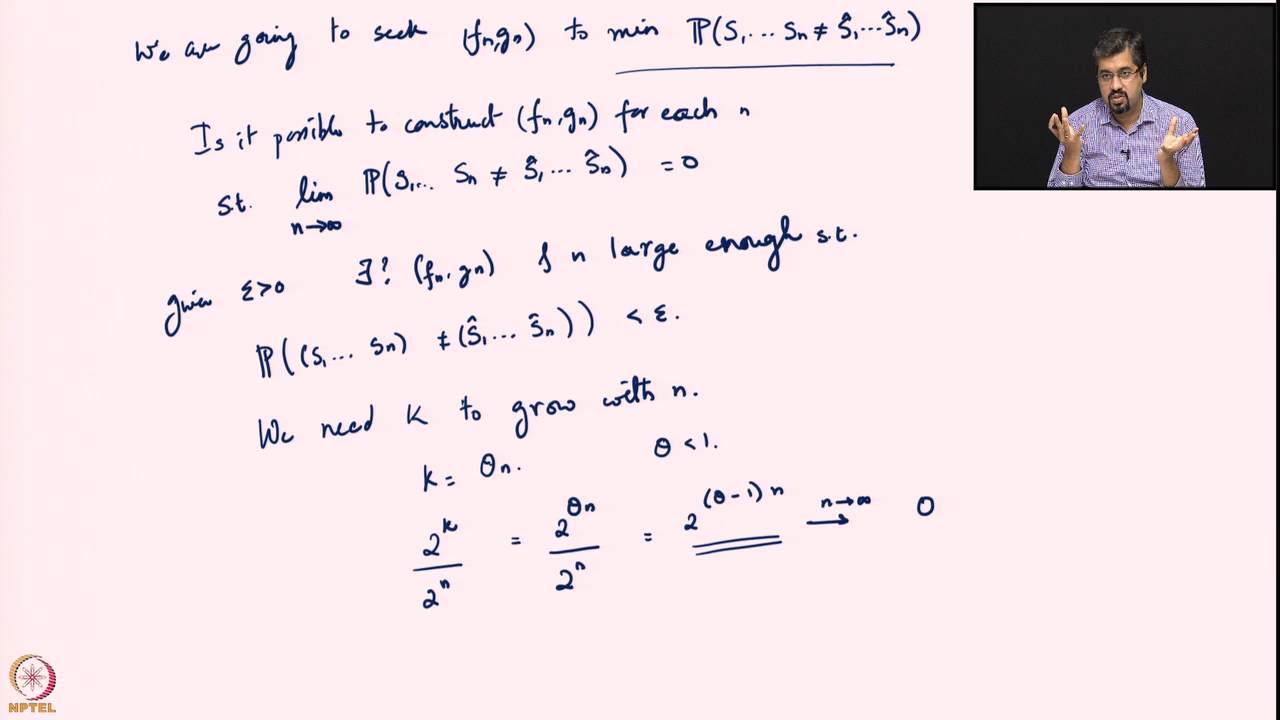 We are going to seek (fn,gn) to min ℙ(S1... Sn ≠ Ŝ1...Ŝn)
Is it possible to construct (fn,gn) for each n
s.t. lim n→∞ ℙ(S1... Sn ≠ Ŝ1... Ŝn) = 0
given ε>0 ∃? (fn,gn) & n large enough s.t.
ℙ((S1... Sn) ≠ (Ŝ1... Ŝn)) < ε.
We need K to grow with n.
k = θn. θ < 1.
2^k / 2^n = 2^θn / 2^n = 2^(θ-1)n n→∞ → 0
NPTEL